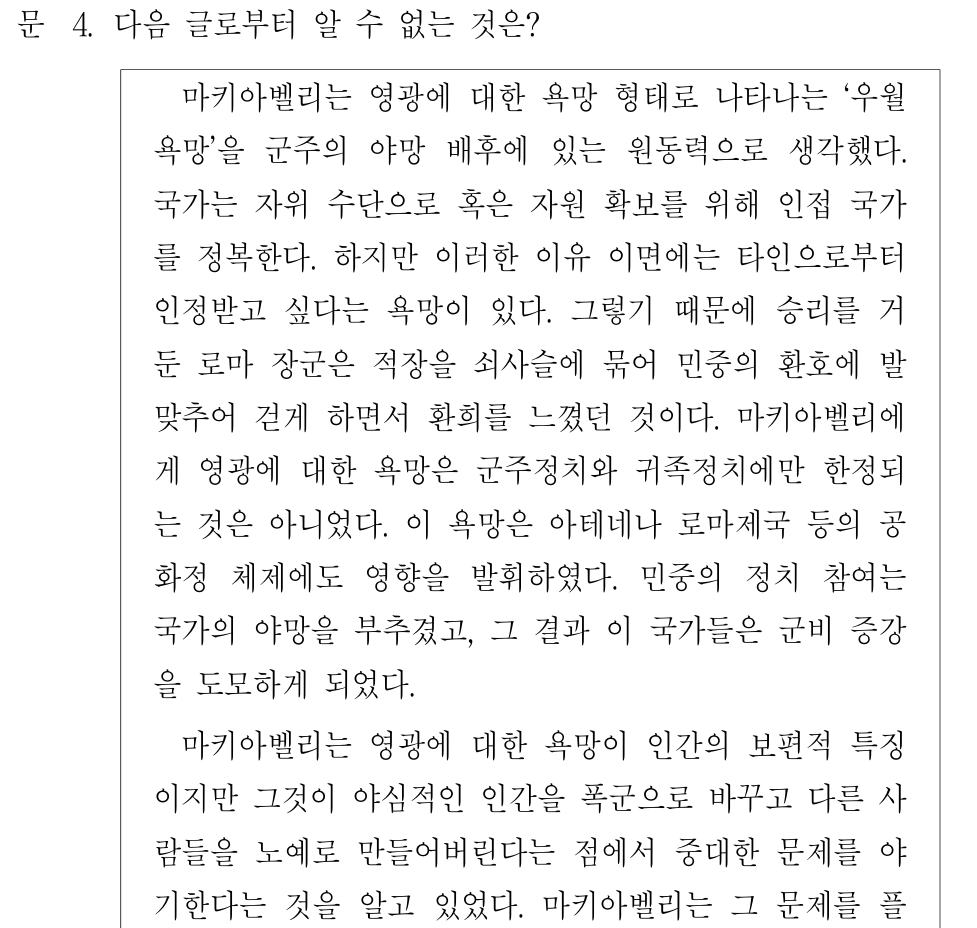 문 4. 다음 글로부터 알 수 없는 것은?
마키아벨리는 영광에 대한 욕망 형태로 나타나는 ‘우월
욕망’을 군주의 야망 배후에 있는 원동력으로 생각했다.
국가는 자위 수단으로 혹은 자원 확보를 위해 인접 국가
를 정복한다. 하지만 이러한 이유 이면에는 타인으로부터
인정받고 싶다는 욕망이 있다. 그렇기 때문에 승리를 거
둔 로마 장군은 적장을 쇠사슬에 묶어 민중의 환호에 발
맞추어 걷게 하면서 환희를 느꼈던 것이다. 마키아벨리에
게 영광에 대한 욕망은 군주정치와 귀족정치에만 한정되
는 것은 아니었다. 이 욕망은 아테네나 로마제국 등의 공
화정 체제에도 영향을 발휘하였다. 민중의 정치 참여는
국가의 야망을 부추겼고, 그 결과 이 국가들은 군비 증강
을 도모하게 되었다.
마키아벨리는 영광에 대한 욕망이 인간의 보편적 특징
이지만 그것이 야심적인 인간을 폭군으로 바꾸고 다른 사
람들을 노예로 만들어버린다는 점에서 중대한 문제를 야
기한다는 것을 알고 있었다. 마키아벨리는 그 문제를 플